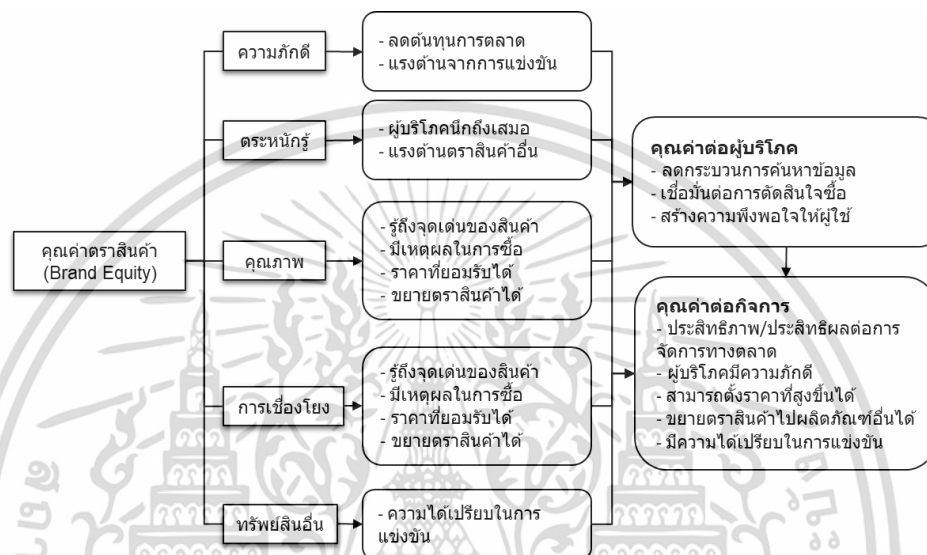 ความภักดี
- ลดต้นทุนการตลาด
- แรงต้านจากการแข่งขัน
ตระหนักรู้
- ผู้บริโภคนึกถึงเสมอ
- แรงต้านตราสินค้าอื่น
คุณค่าต่อผู้บริโภค
- ลดกระบวนการค้นหาข้อมูล
- เชื่อมั่นต่อการตัดสินใจซื้อ
- สร้างความพึงพอใจให้ผู้ใช้
คุณค่าตราสินค้า
(Brand Equity)
คุณภาพ
- รู้ถึงจุดเด่นของสินค้า
- มีเหตุผลในการซื้อ
- ราคาที่ยอมรับได้
- ขยายตราสินค้าได้
คุณค่าต่อกิจการ
- ประสิทธิภาพ/ประสิทธิผลต่อการ
จัดการทางตลาด
- ผู้บริโภคมีความภักดี
- สามารถตั้งราคาที่สูงขึ้นได้
- ขยายตราสินค้าไปผลิตภัณฑ์อื่นได้
- มีความได้เปรียบในการแข่งขัน
การเชื่องโยง
- รู้ถึงจุดเด่นของสินค้า
- มีเหตุผลในการซื้อ
- ราคาที่ยอมรับได้
- ขยายตราสินค้าได้
ทรัพย์สินอื่น
- ความได้เปรียบในการ
แข่งขัน